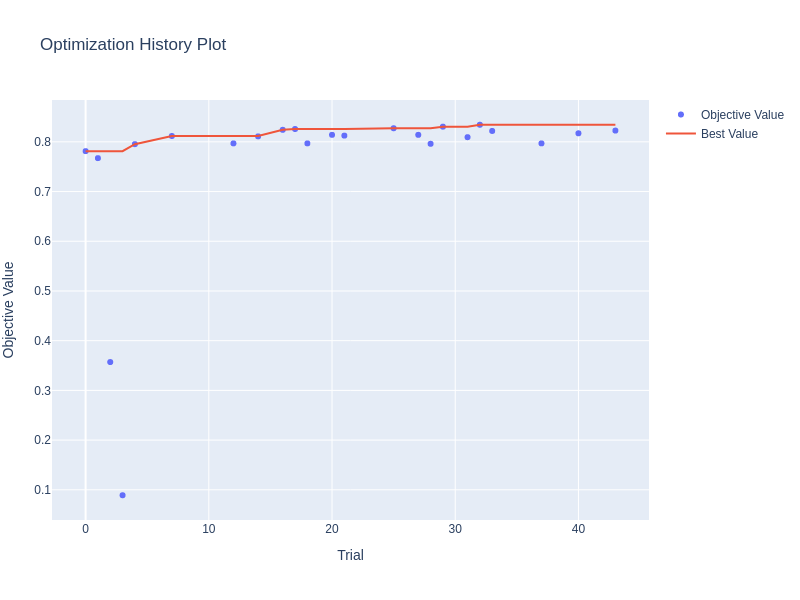 Optimization History Plot
Objective Value
Best Value
0.8
0.7
0.6
0.5
0.4
0.3
0.2
0.1
Objective Value
0 10 20 30 40
Trial